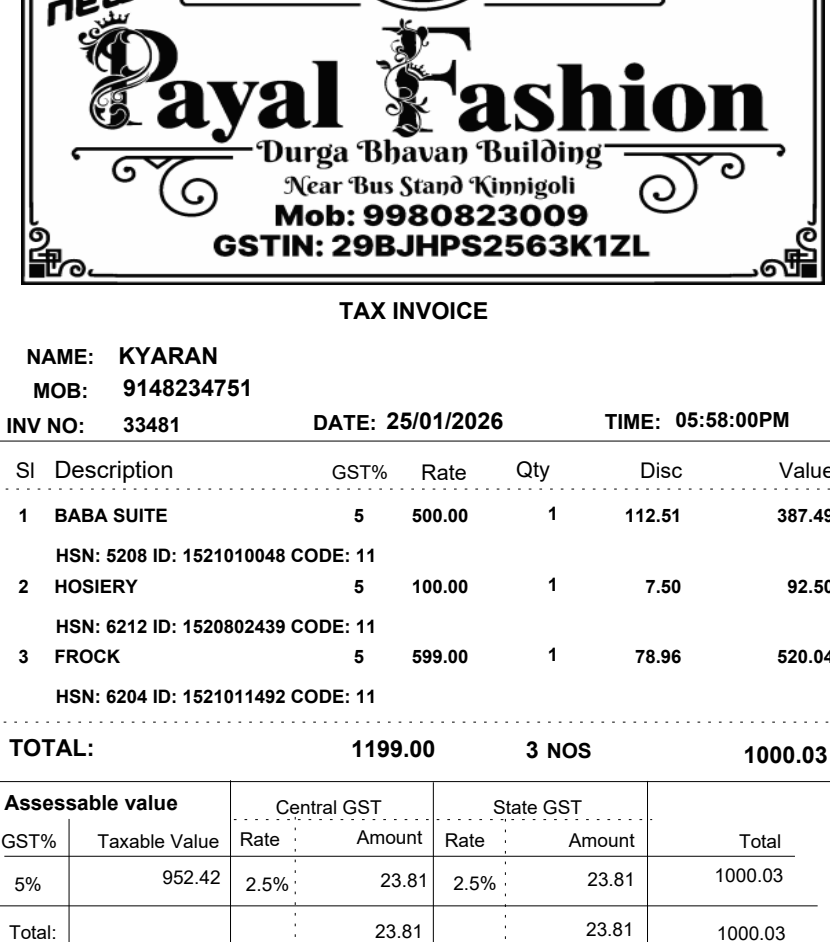 new
Payal Fashion
Durga Bhavan Building
Near Bus Stand Kinnigoli
Mob: 9980823009
GSTIN: 29BJHPS2563K1ZL
TAX INVOICE
NAME: KYARAN
MOB: 9148234751
INV NO: 33481 DATE: 25/01/2026 TIME: 05:58:00PM
Sl Description GST% Rate Qty Disc Value
1 BABA SUITE 5 500.00 1 112.51 387.49
HSN: 5208 ID: 1521010048 CODE: 11
2 HOSIERY 5 100.00 1 7.50 92.50
HSN: 6212 ID: 1520802439 CODE: 11
3 FROCK 5 599.00 1 78.96 520.04
HSN: 6204 ID: 1521011492 CODE: 11
TOTAL: 1199.00 3 NOS 1000.03
Assessable value Central GST State GST
GST% Taxable Value Rate Amount Rate Amount Total
5% 952.42 2.5% 23.81 2.5% 23.81 1000.03
Total: 23.81 23.81 1000.03